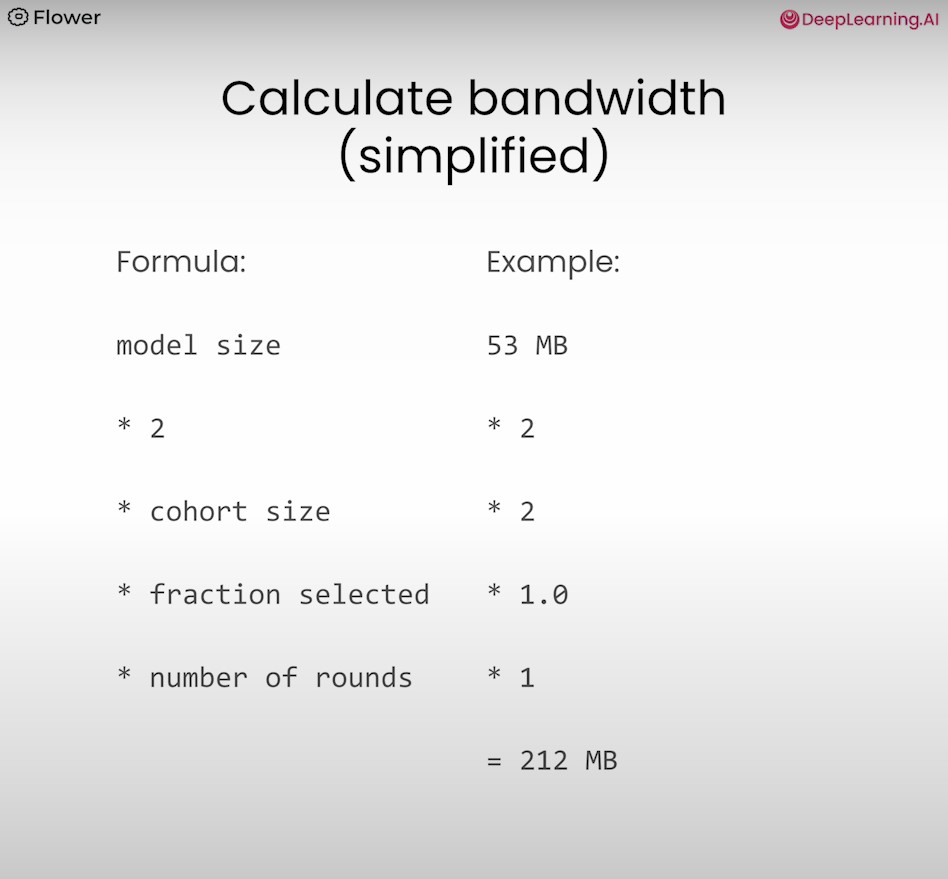 Flower
DeepLearning.AI
Calculate bandwidth
(simplified)
Formula:
model size
* 2
* cohort size
* fraction selected
* number of rounds
Example:
53 MB
* 2
* 2
* 1.0
* 1
= 212 MB